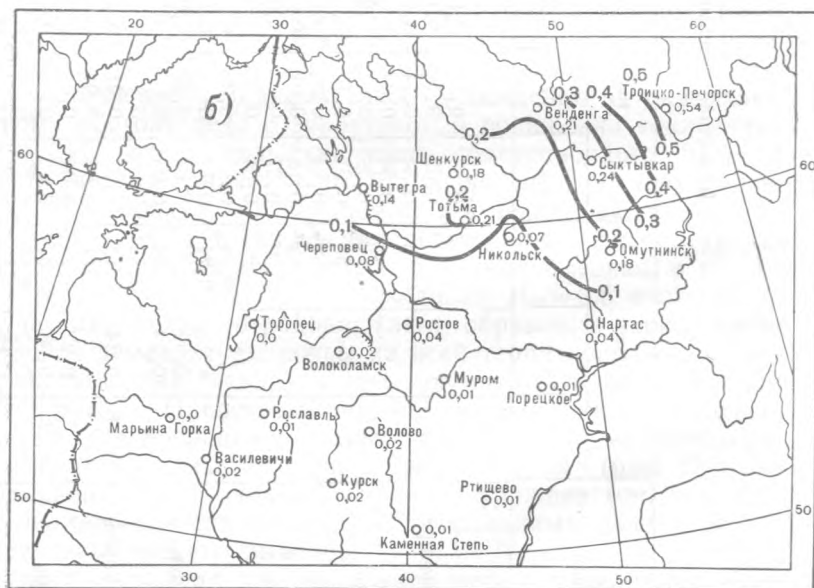 20
30
40
50
60
б)
0,5
0,3
0,4
Троицко-Печорск
0,54
Венденга
0,21
0,2
0,5
60
Шенкурск
0,18
Сыктывкар
0,24
0,4
60
Вытегра
0,14
0,2
Тотьма
0,21
0,3
0,1
0,07
0,2
Череповец
0,08
Никольск
Омутнинск
0,18
0,1
Торопец
0,0
Ростов
0,04
Нартас
0,04
0,02
Волоколамск
Муром
0,01
0,01
Порецкое
0,0
Марьина Горка
Рославль
0,01
Волово
0,02
Василевичи
0,02
Курск
0,02
Ртищево
0,01
50
50
0,01
Каменная Степь
30
40
50